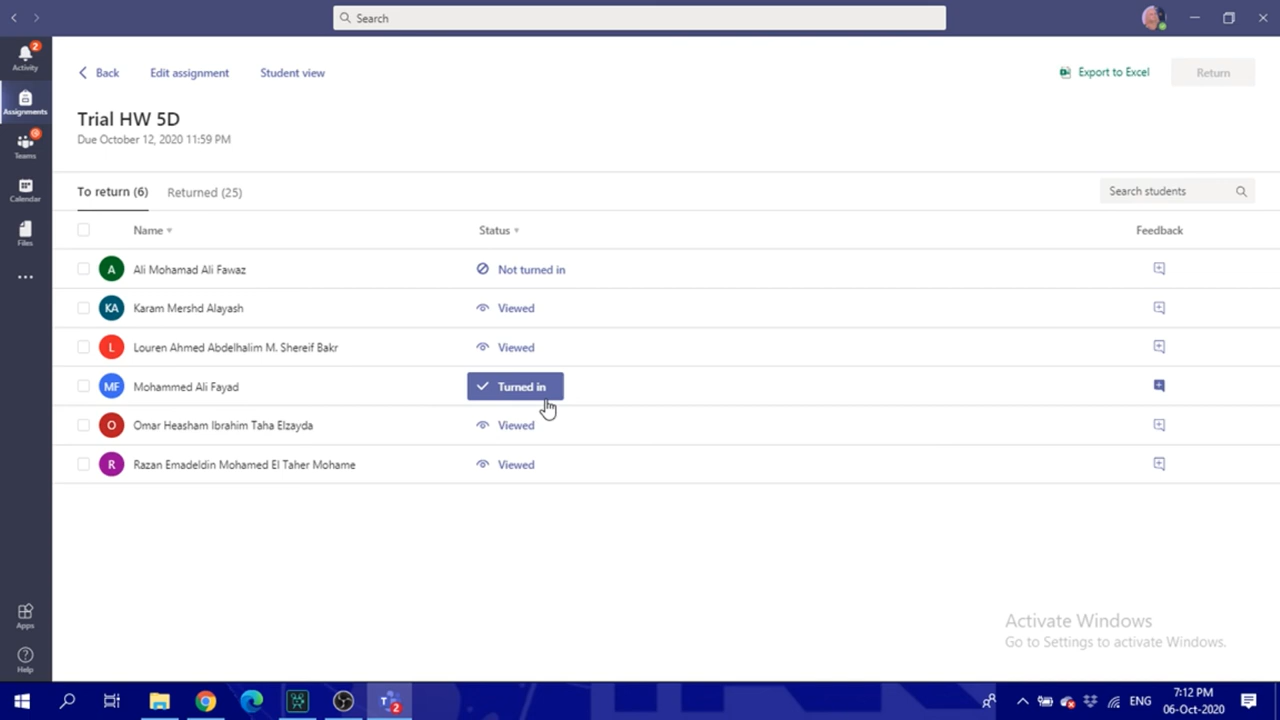 Search
Activity
2
Assignments
Teams
Calendar
Files
Back
Edit assignment
Student view
Export to Excel
Return
Trial HW 5D
Due October 12, 2020 11:59 PM
To return (6)
Returned (25)
Search students
Name
Status
Feedback
A
Ali Mohamad Ali Fawaz
Not turned in
KA
Karam Mershd Alayash
Viewed
L
Louren Ahmed Abdelhalim M. Shereif Bakr
Viewed
MF
Mohammed Ali Fayad
Turned in
O
Omar Heasham Ibrahim Taha Elzayda
Viewed
R
Razan Emadeldin Mohamed El Taher Mohame
Viewed
Apps
Help
Activate Windows
Go to Settings to activate Windows.
T
2
ENG
7:12 PM
06-Oct-2020